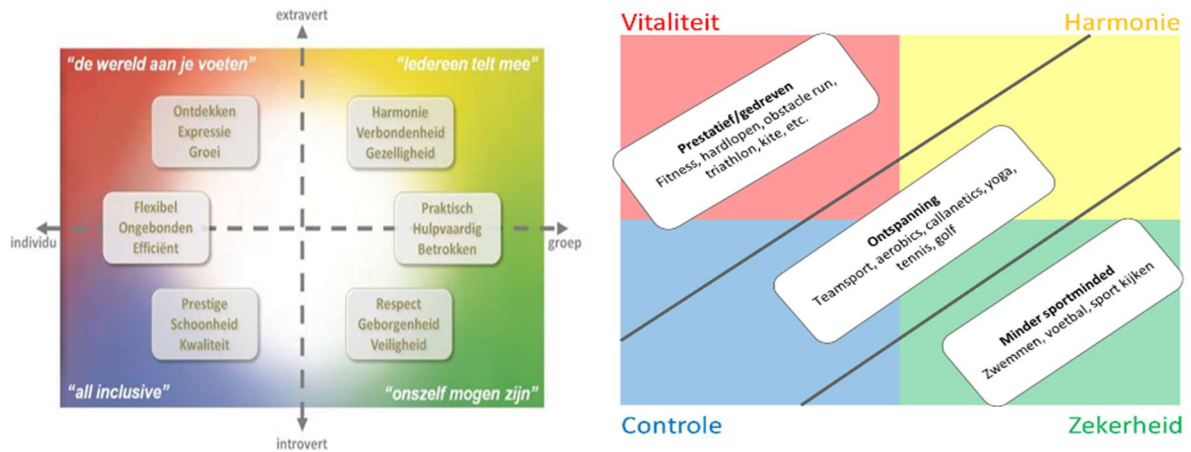 extravert
"de wereld aan je voeten"
"Iedereen telt mee"
Ontdekken
Expressie
Groei
Harmonie
Verbondenheid
Gezelligheid
individu
Flexibel
Ongebonden
Efficiënt
Praktisch
Hulpvaardig
Betrokken
groep
Prestige
Schoonheid
Kwaliteit
Respect
Geborgenheid
Veiligheid
"all inclusive"
"onszelf mogen zijn"
introvert
Vitaliteit
Harmonie
Prestatief/gedreven
Fitness, hardlopen, obstacle run,
triathlon, kite, etc.
Ontspanning
Teamsport, aerobics, callanetics, yoga,
tennis, golf
Minder sportminded
Zwemmen, voetbal, sport kijken
Controle
Zekerheid